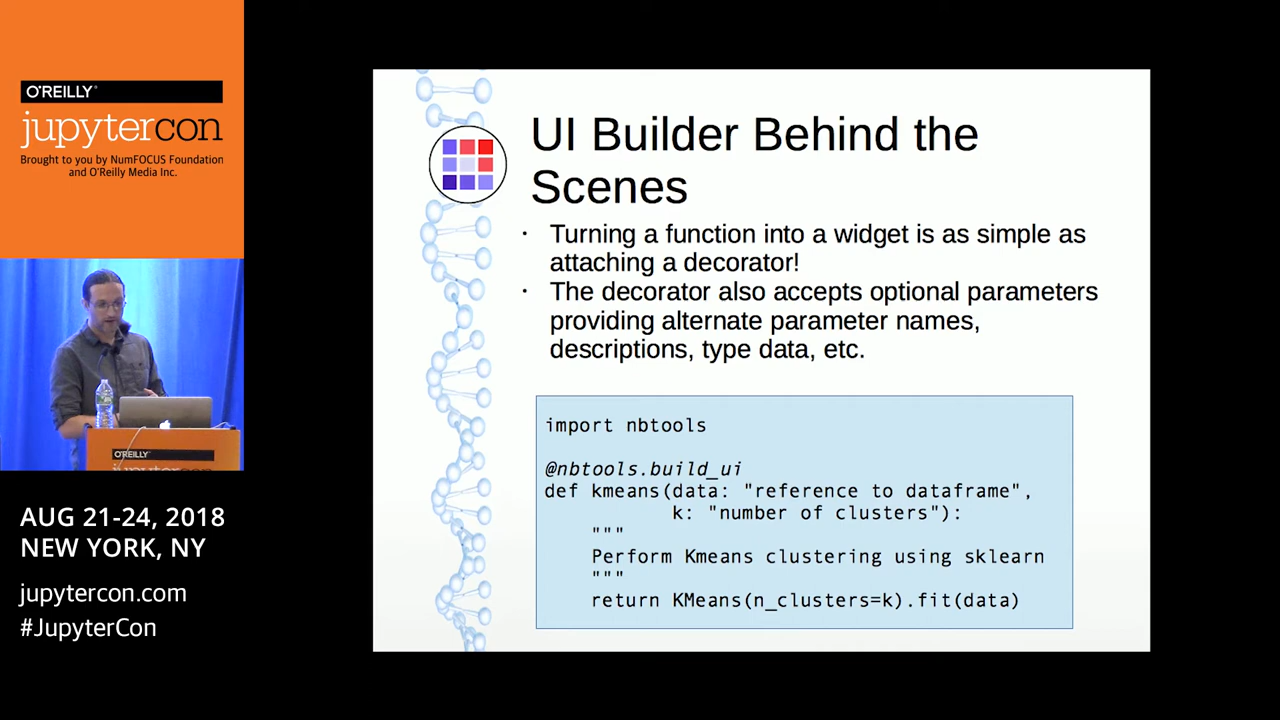 O'REILLY®
jupytercon
Brought to you by NumFOCUS Foundation
and O'Reilly Media Inc.
O'REILLY
AUG 21-24, 2018
NEW YORK, NY
jupytercon.com
#JupyterCon
UI Builder Behind the
Scenes
· Turning a function into a widget is as simple as
attaching a decorator!
· The decorator also accepts optional parameters
providing alternate parameter names,
descriptions, type data, etc.
import nbtools
@nbtools.build_ui
def kmeans(data: "reference to dataframe",
k: "number of clusters"):
"""
Perform Kmeans clustering using sklearn
"""
return KMeans(n_clusters=k).fit(data)